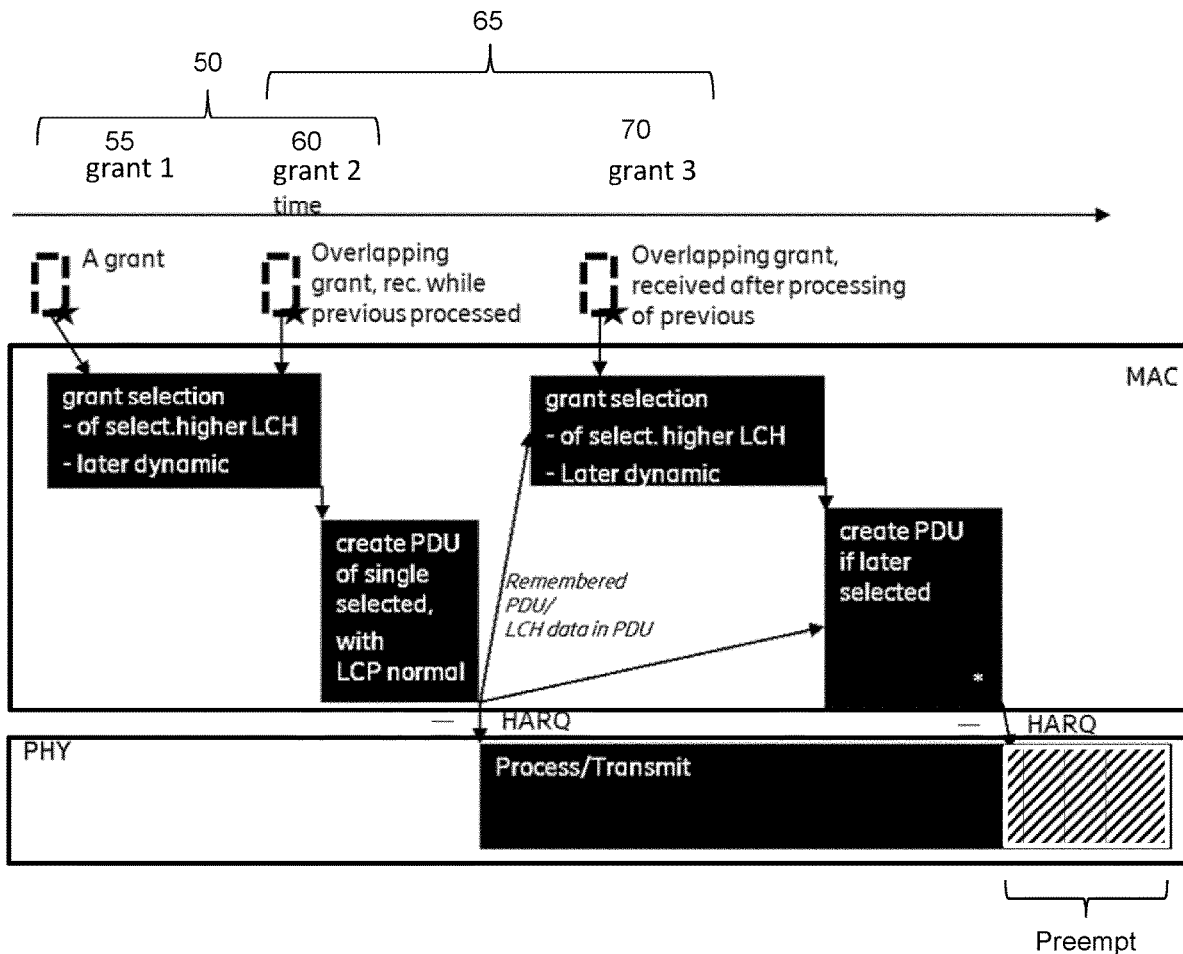 65
50
55
60
70
grant 1
grant 2
grant 3
time
A grant
Overlapping
grant, rec. while
previous processed
Overlapping grant,
received after processing
of previous
MAC
grant selection
- of select.higher LCH
- later dynamic
grant selection
- of select. higher LCH
- Later dynamic
create PDU
of single
selected,
with
LCP normal
Remembered
PDU/
LCH data in PDU
create PDU
if later
selected
*
— HARQ
— HARQ
PHY
Process/Transmit
Preempt